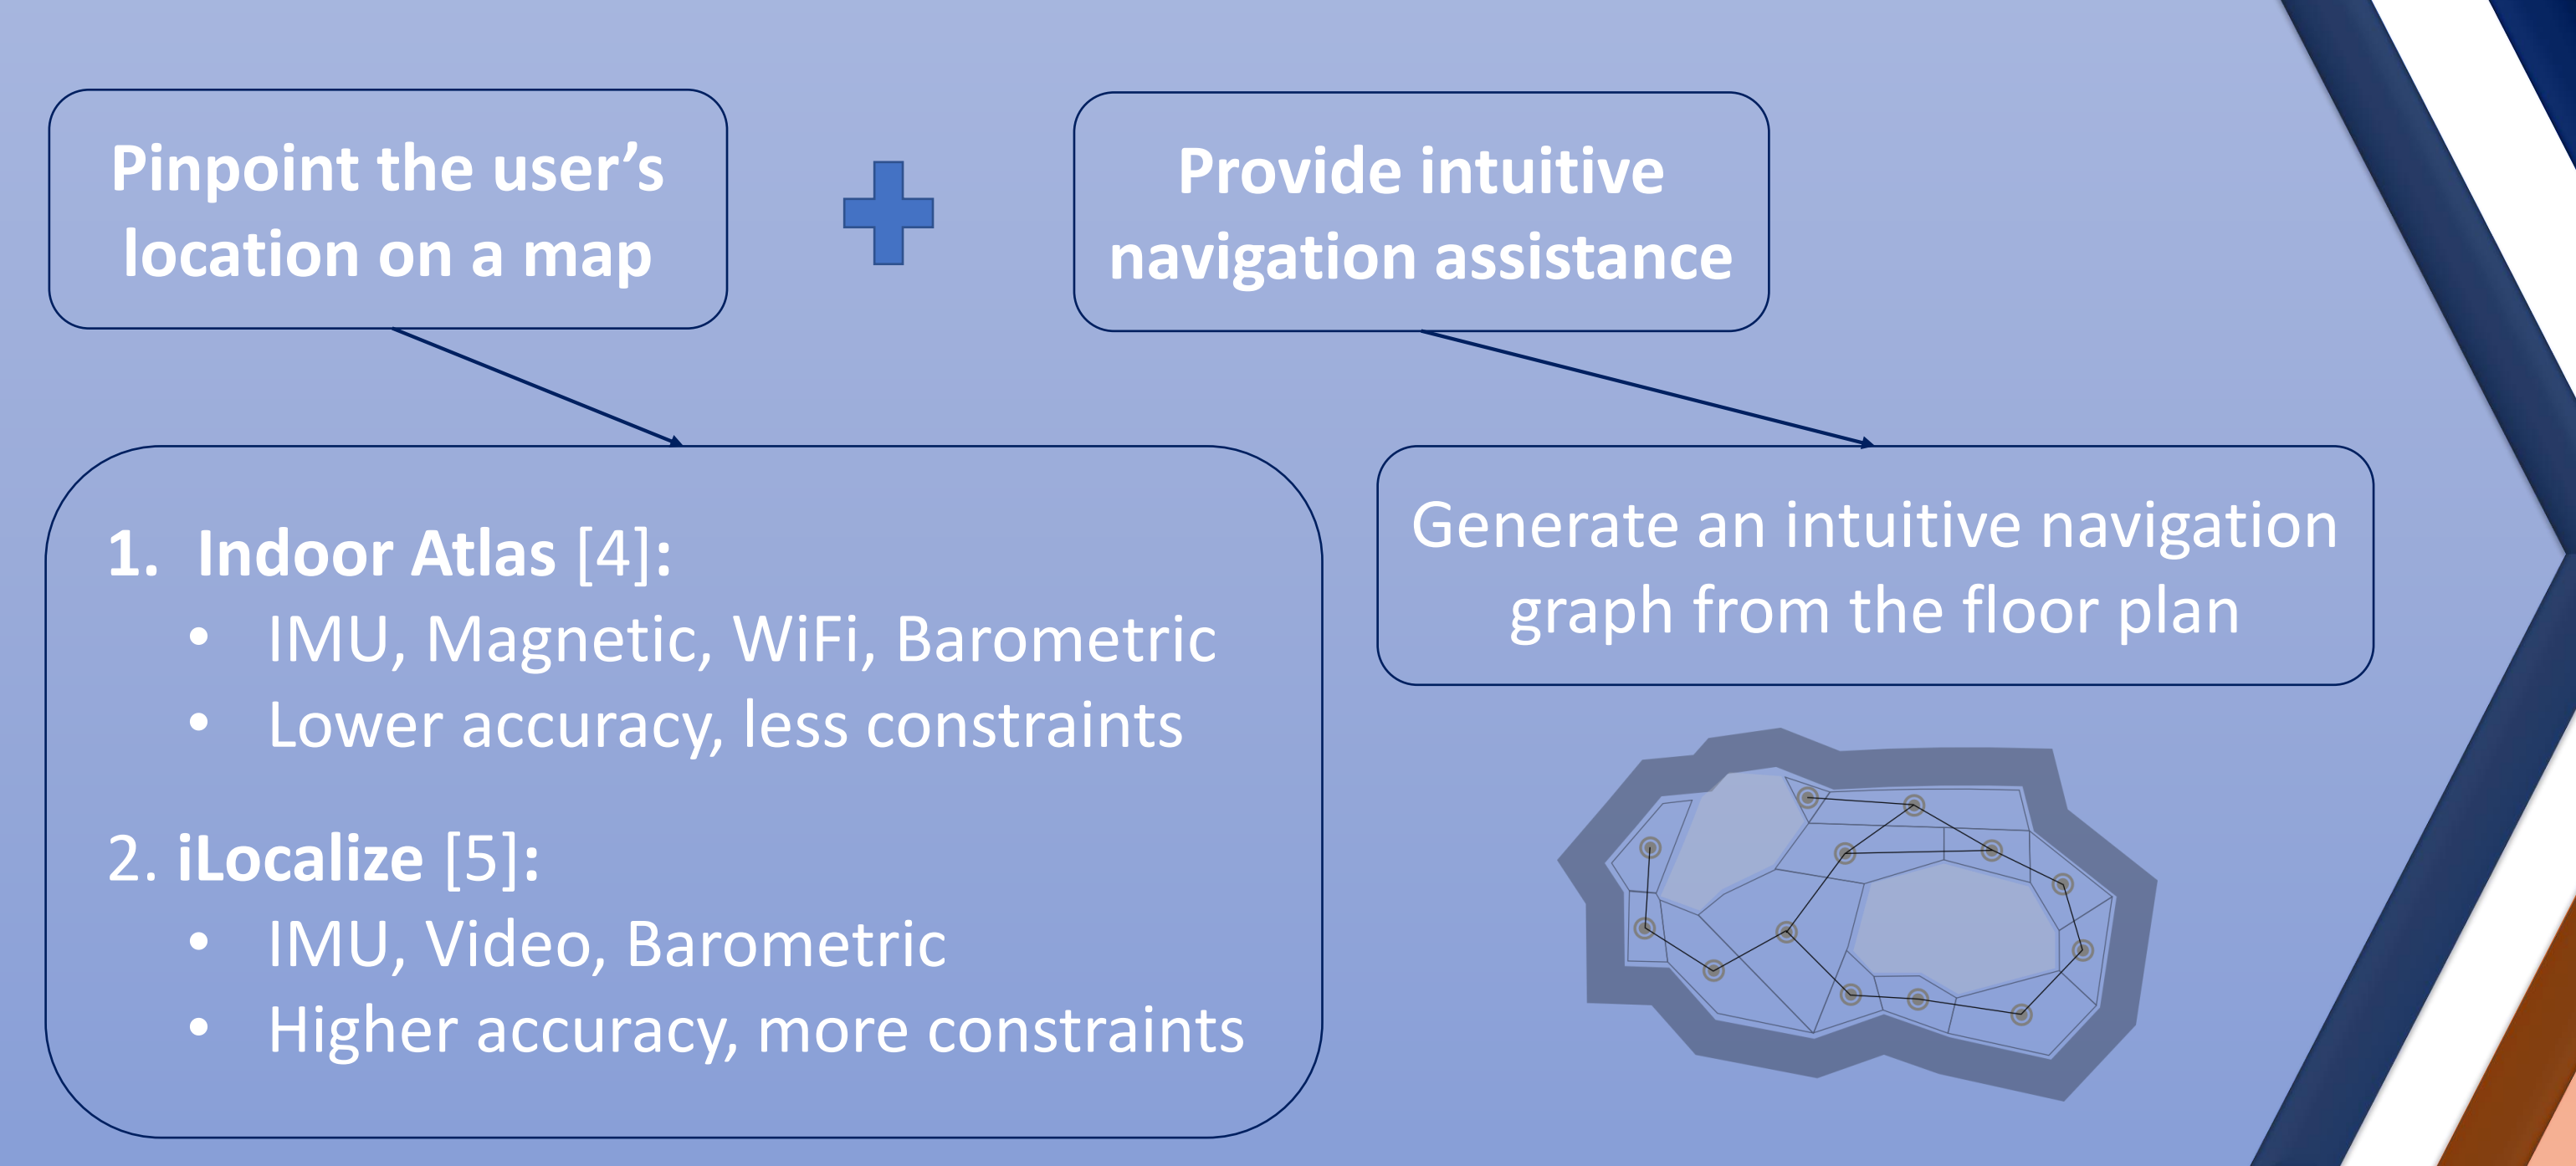 Pinpoint the user’s
location on a map
Provide intuitive
navigation assistance
1. Indoor Atlas [4]:
• IMU, Magnetic, WiFi, Barometric
• Lower accuracy, less constraints
2. iLocalize [5]:
• IMU, Video, Barometric
• Higher accuracy, more constraints
Generate an intuitive navigation
graph from the floor plan